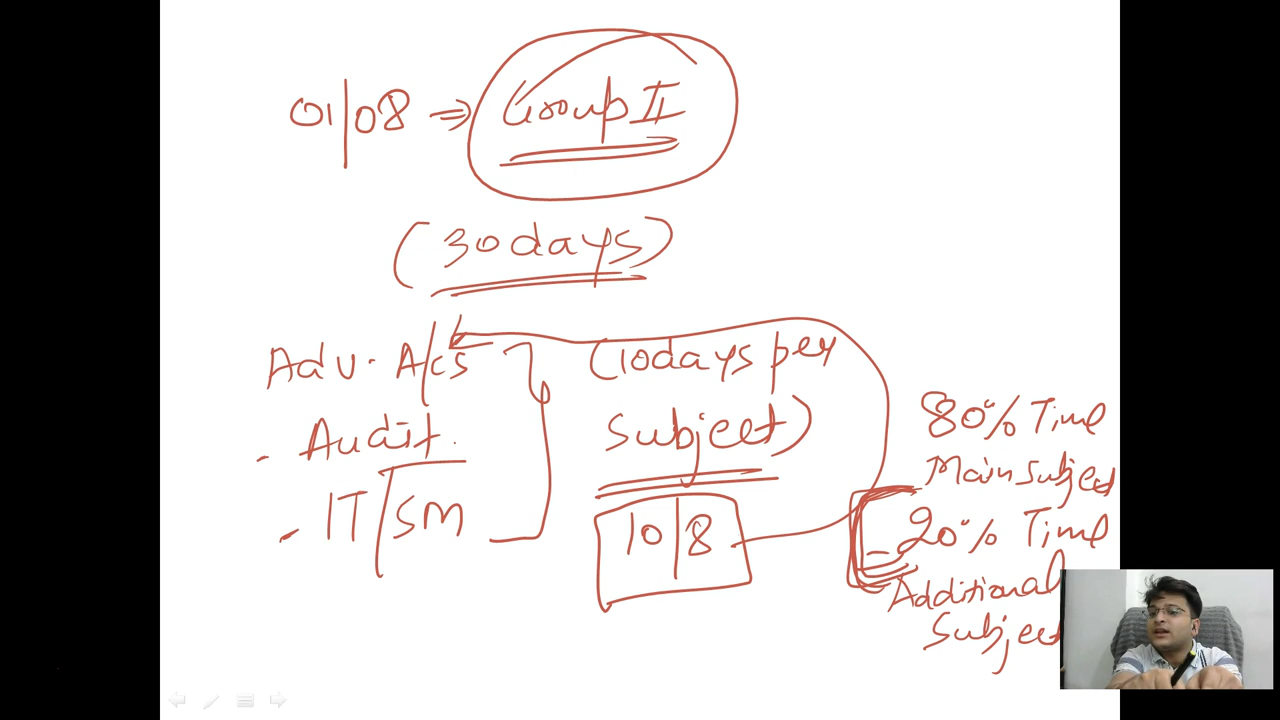 01/08 ⇒ Group II
(30 days)
Adv. A/cs
- Audit.
- IT/SM
(10 days per
subject)
10/8
80% Time
Main subject
20% Time
Additional
Subject